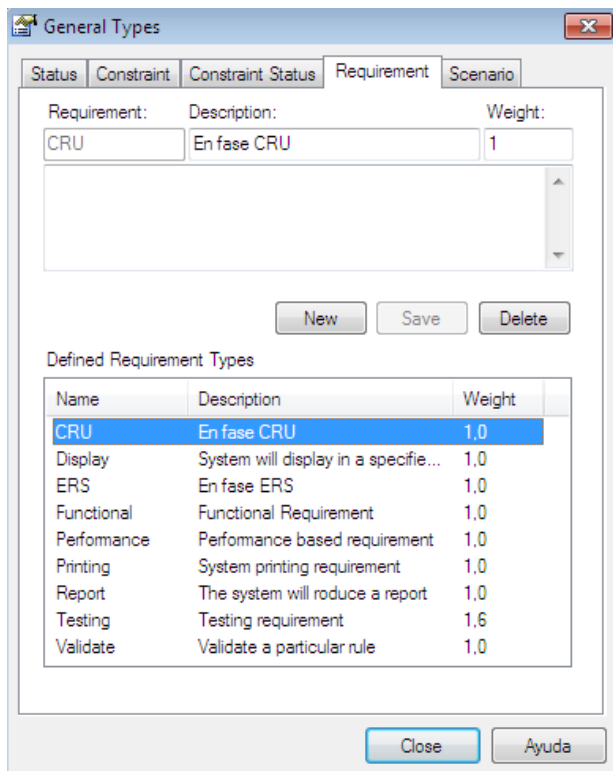 General Types
Status Constraint Constraint Status Requirement Scenario
Requirement: Description: Weight:
CRU En fase CRU 1
New Save Delete
Defined Requirement Types
Name Description Weight
CRU En fase CRU 1,0
Display System will display in a specifie... 1,0
ERS En fase ERS 1,0
Functional Functional Requirement 1,0
Performance Performance based requirement 1,0
Printing System printing requirement 1,0
Report The system will roduce a report 1,0
Testing Testing requirement 1,6
Validate Validate a particular rule 1,0
Close Ayuda